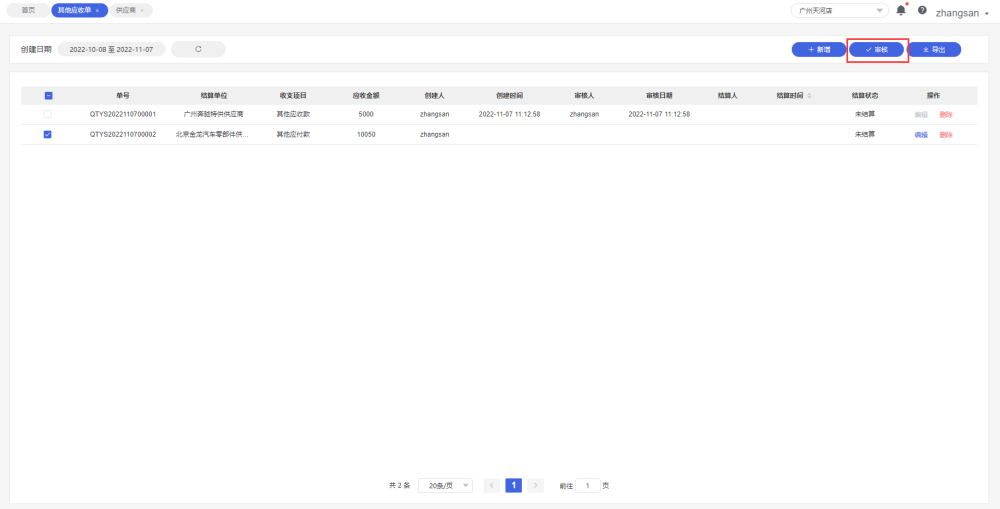 首页 其他应收单 × 供应商 × 广州天河店 zhangsan
创建日期 2022-10-08 至 2022-11-07 + 新增 审核 导出
单号 结算单位 收支项目 应收金额 创建人 创建时间 审核人 审核日期 结算人 结算时间 结算状态 操作
QTYS2022110700001 广州奔驰特供供应商 其他应收款 5000 zhangsan 2022-11-07 11:12:58 zhangsan 2022-11-07 11:12:58 未结算 编辑 删除
QTYS2022110700002 北京金龙汽车零部件供... 其他应付款 10050 zhangsan 未结算 编辑 删除
共 2 条 20条/页 < 1 > 前往 1 页